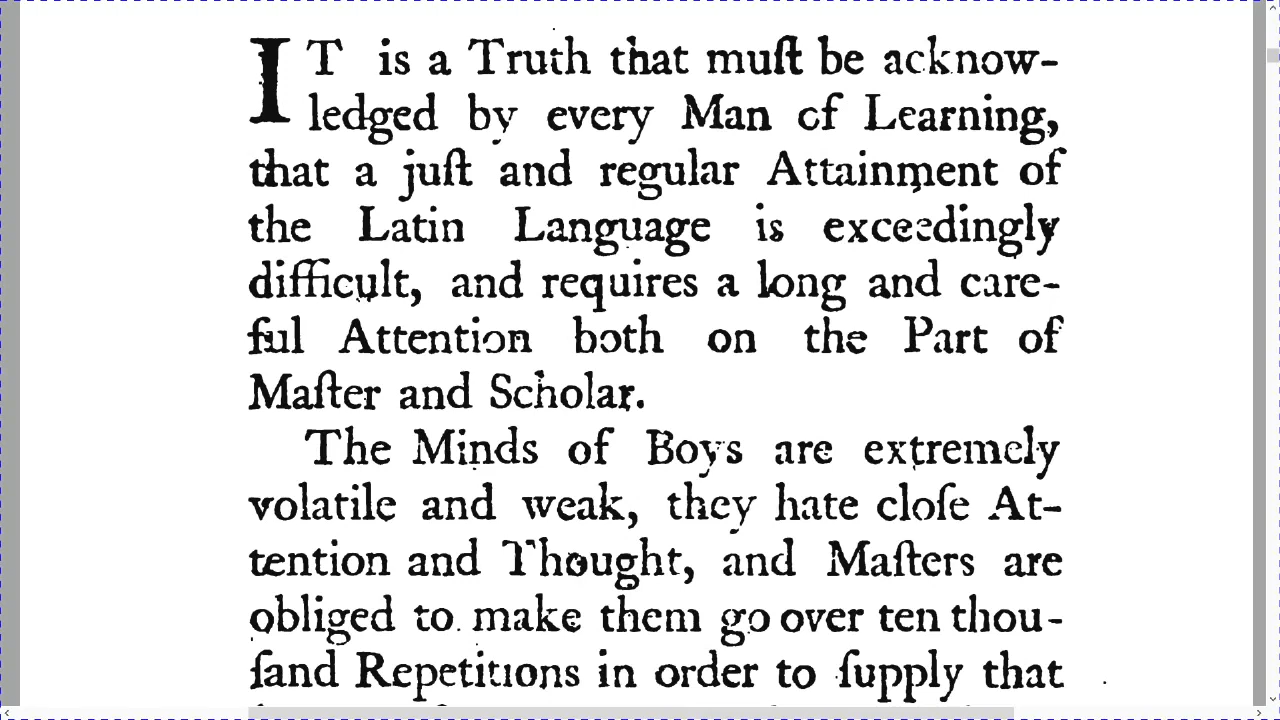 IT is a Truth that muſt be acknow-
ledged by every Man of Learning,
that a juſt and regular Attainment of
the Latin Language is exceedingly
difficult, and requires a long and care-
ful Attention both on the Part of
Maſter and Scholar.
The Minds of Boys are extremely
volatile and weak, they hate cloſe At-
tention and Thought, and Maſters are
obliged to make them go over ten thou-
ſand Repetitions in order to ſupply that